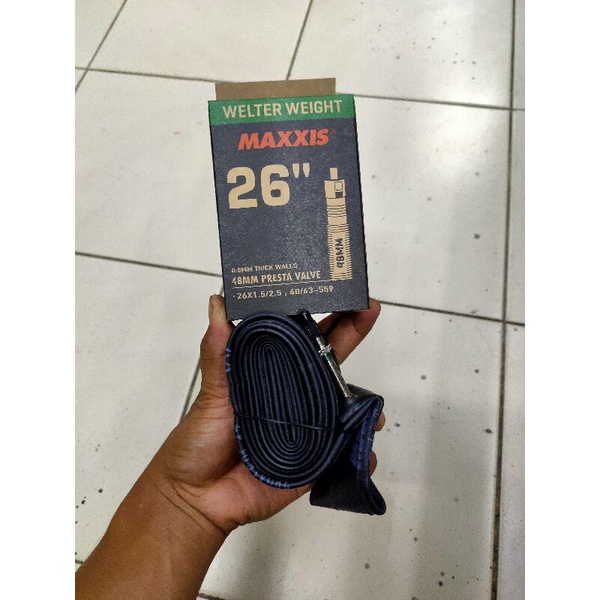 WELTER WEIGHT
MAXXIS
26"
48MM
0.8MM THICK WALLS
48MM PRESTA VALVE
· 26X1.5/2.5 ; 40/63-559